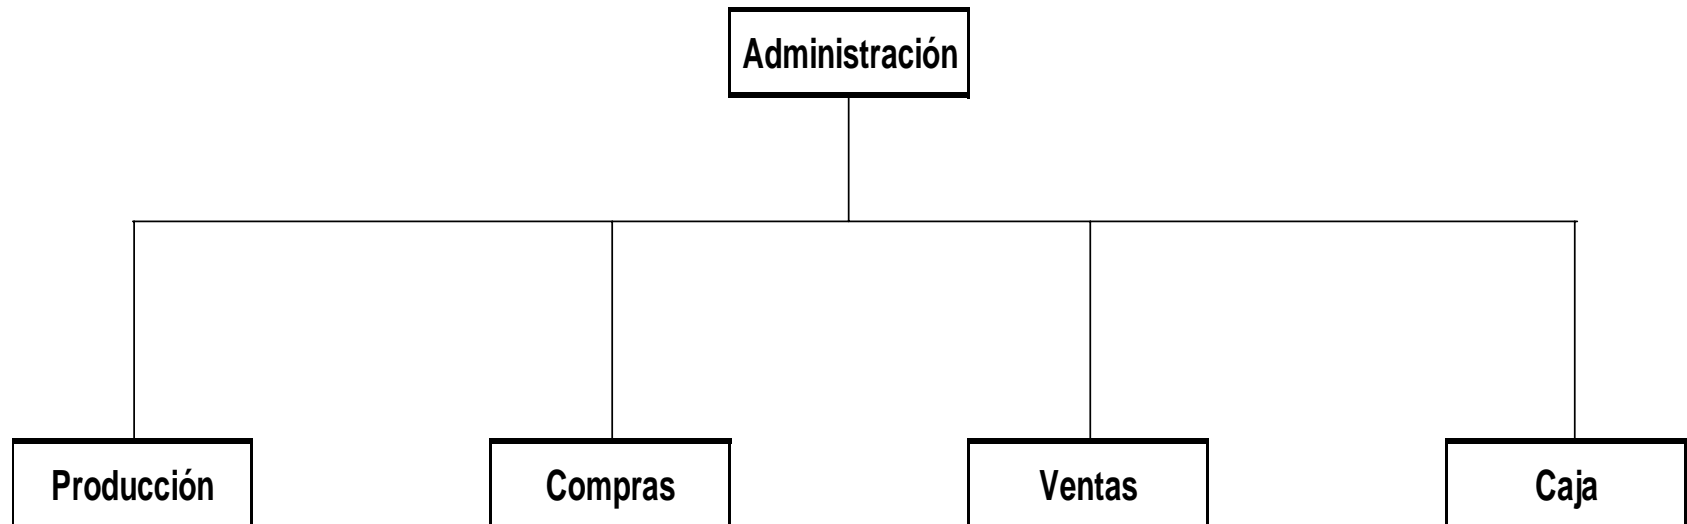 Administración
Producción
Compras
Ventas
Caja